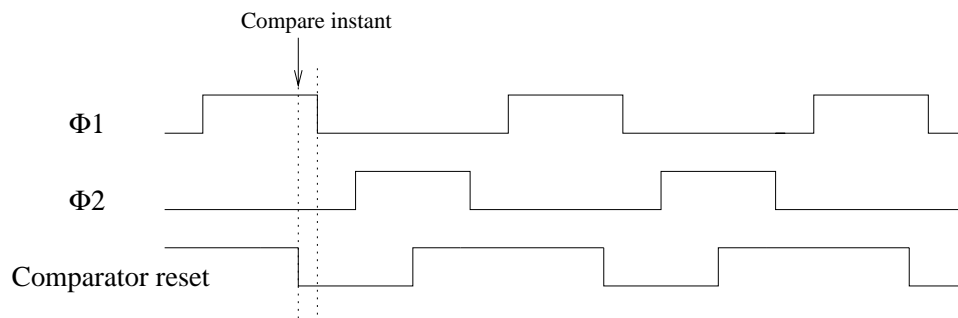 Compare instant
Φ1
Φ2
Comparator reset